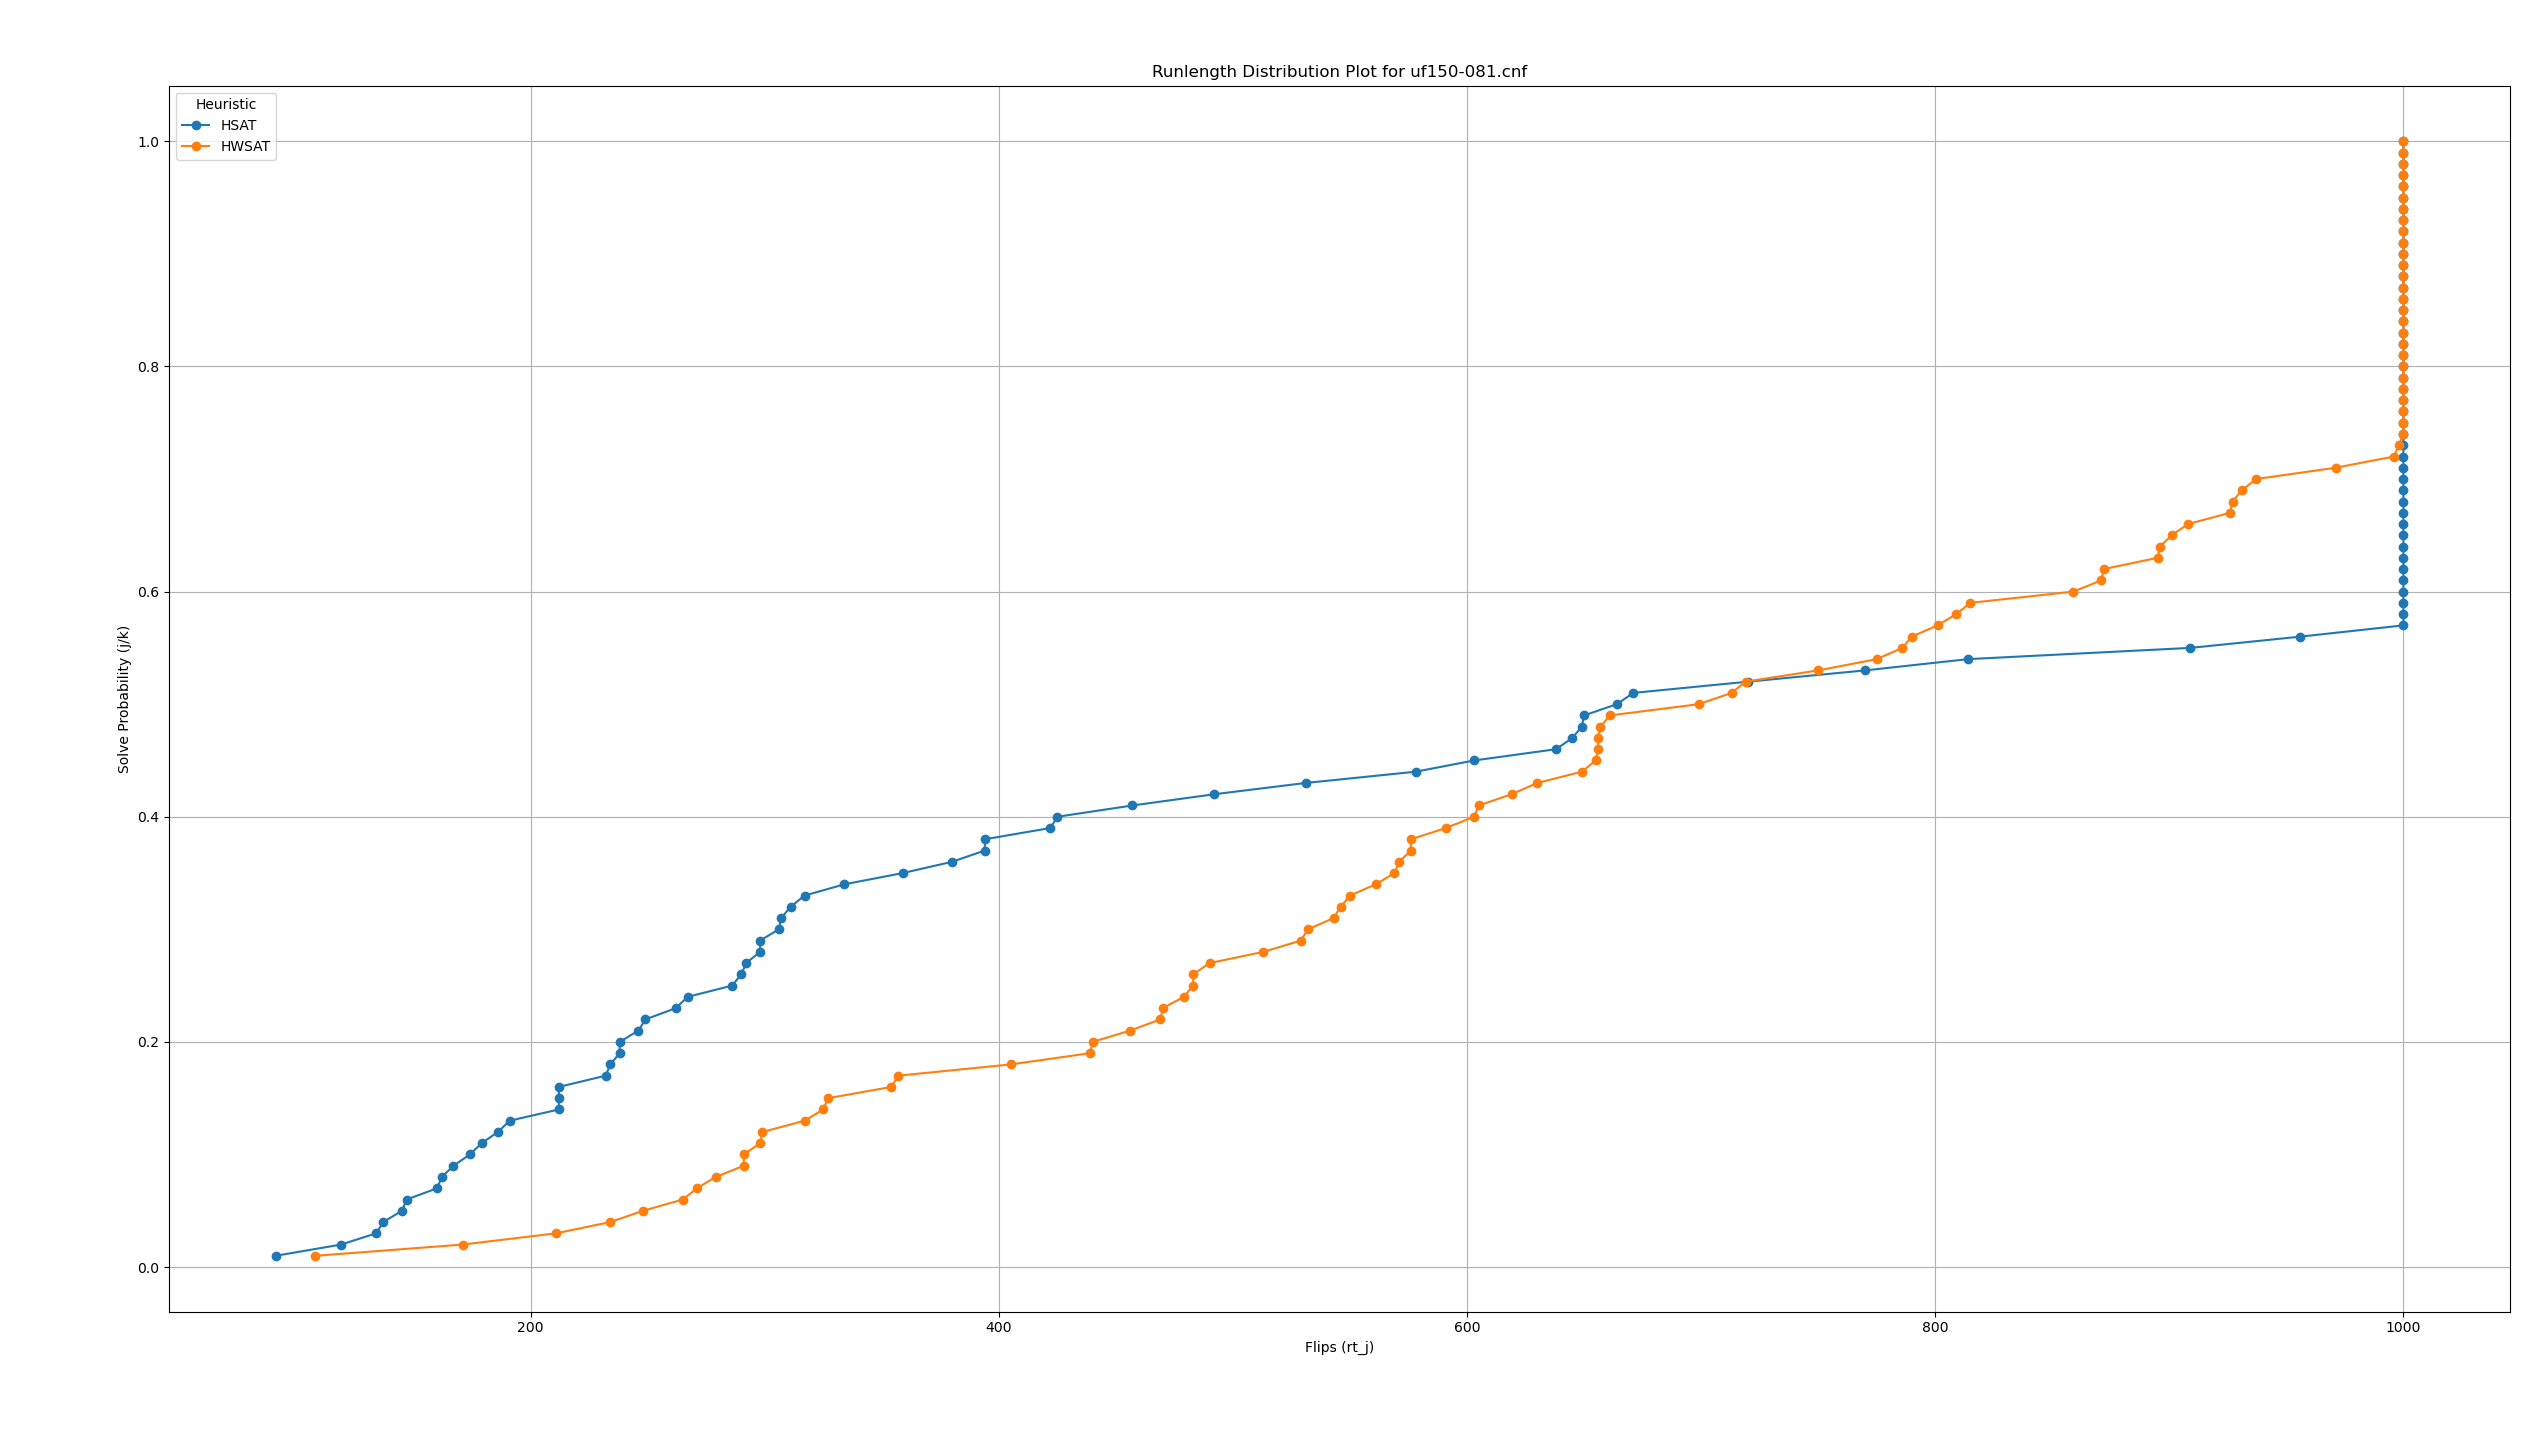 Runlength Distribution Plot for uf150-081.cnf
Heuristic
HSAT
HWSAT
1.0
0.8
0.6
0.4
0.2
0.0
Solve Probability (j/k)
200 400 600 800 1000
Flips (rt_j)